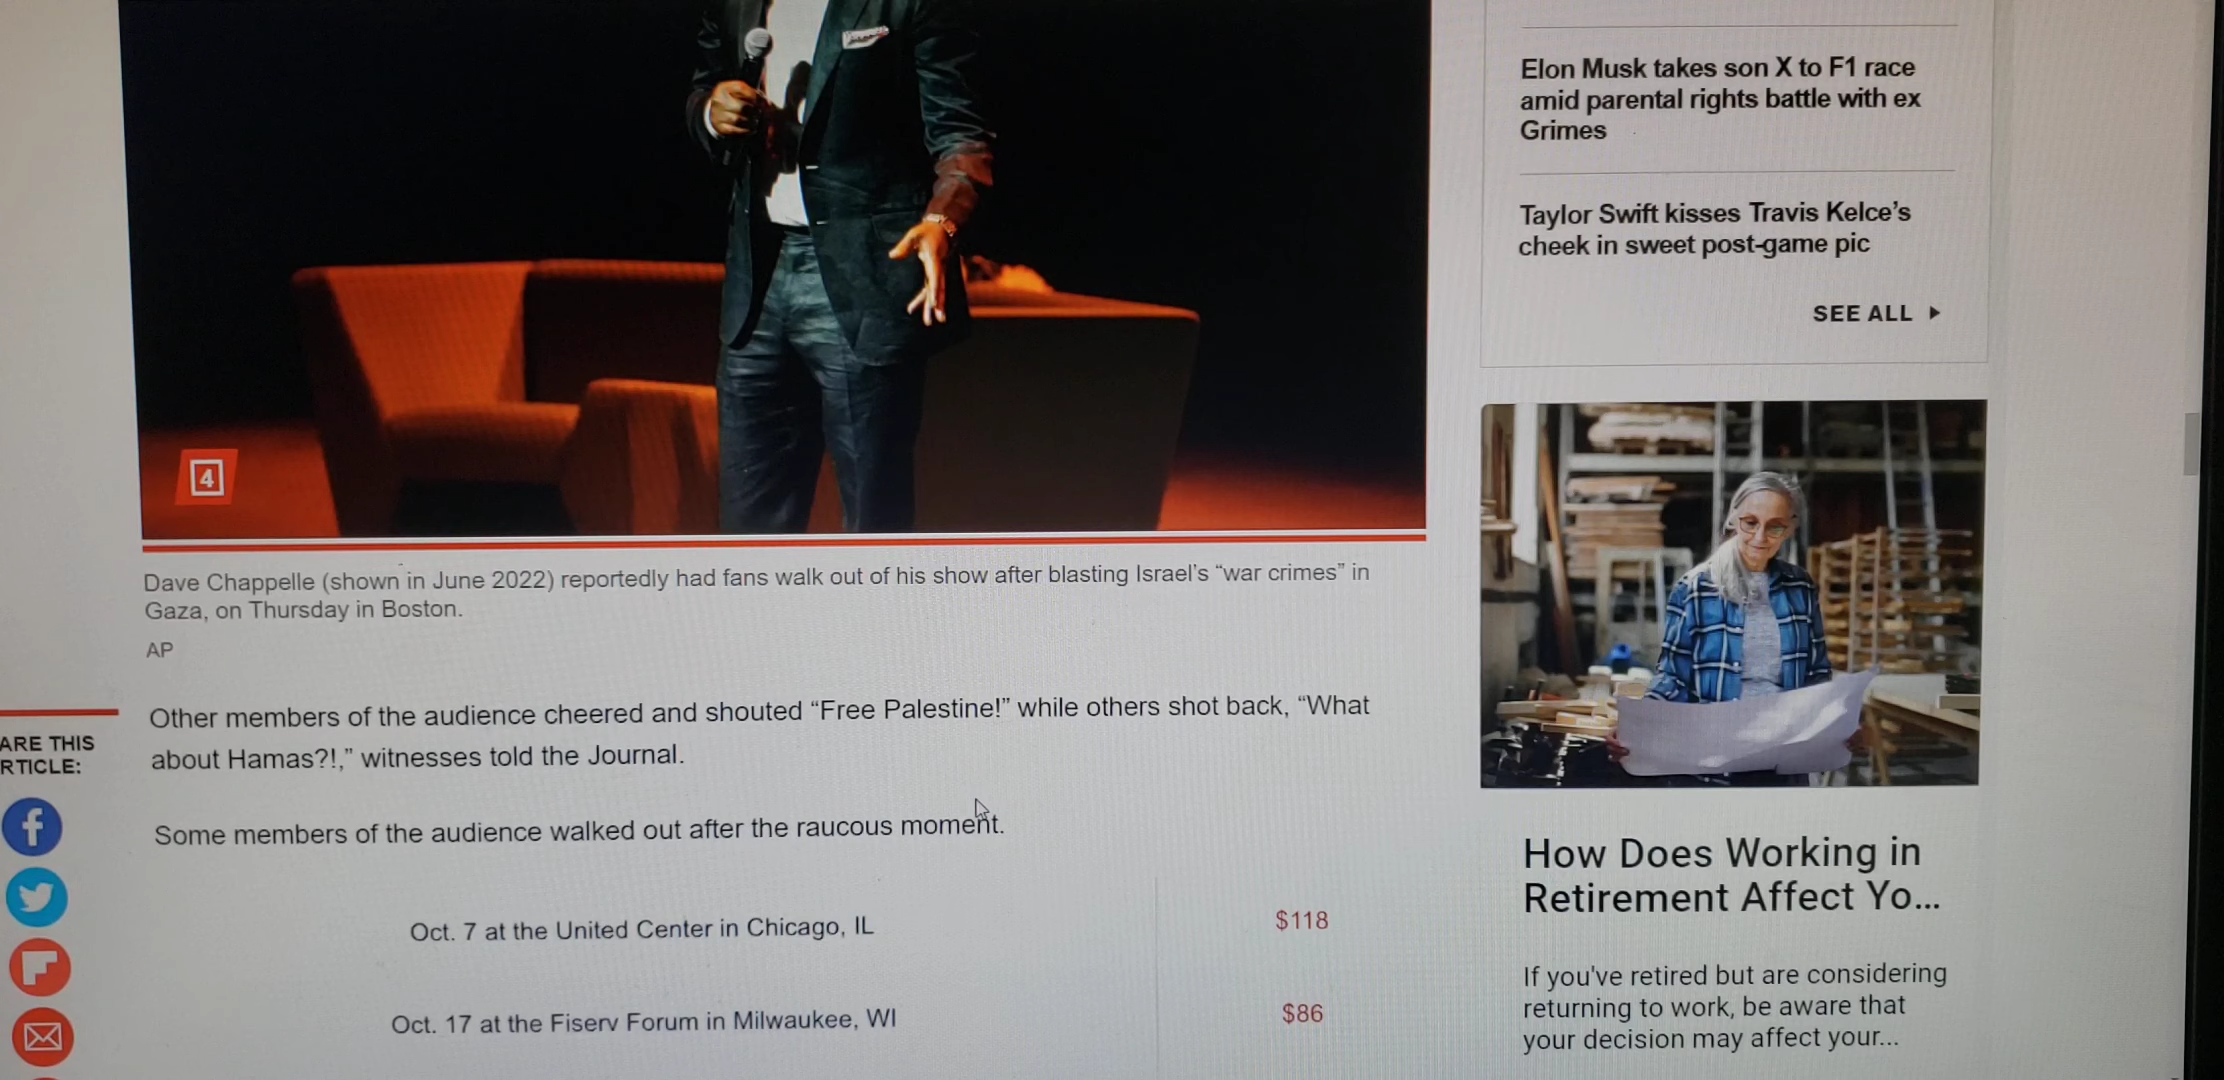 Elon Musk takes son X to F1 race
amid parental rights battle with ex
Grimes
Taylor Swift kisses Travis Kelce's
cheek in sweet post-game pic
SEE ALL
4
Dave Chappelle (shown in June 2022) reportedly had fans walk out of his show after blasting Israel's “war crimes” in
Gaza, on Thursday in Boston.
AP
Other members of the audience cheered and shouted “Free Palestine!” while others shot back, “What
about Hamas?!,” witnesses told the Journal.
Some members of the audience walked out after the raucous moment.
ARE THIS
RTICLE:
Oct. 7 at the United Center in Chicago, IL $118
Oct. 17 at the Fiserv Forum in Milwaukee, WI $86
How Does Working in
Retirement Affect Yo...
If you've retired but are considering
returning to work, be aware that
your decision may affect your...